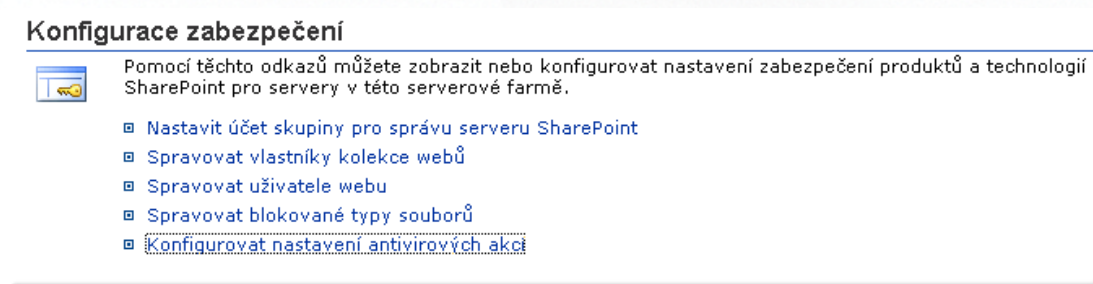 Konfigurace zabezpečení
Pomocí těchto odkazů můžete zobrazit nebo konfigurovat nastavení zabezpečení produktů a technologií
SharePoint pro servery v této serverové farmě.
Nastavit účet skupiny pro správu serveru SharePoint
Spravovat vlastníky kolekce webů
Spravovat uživatele webu
Spravovat blokované typy souborů
Konfigurovat nastavení antivirových akcí